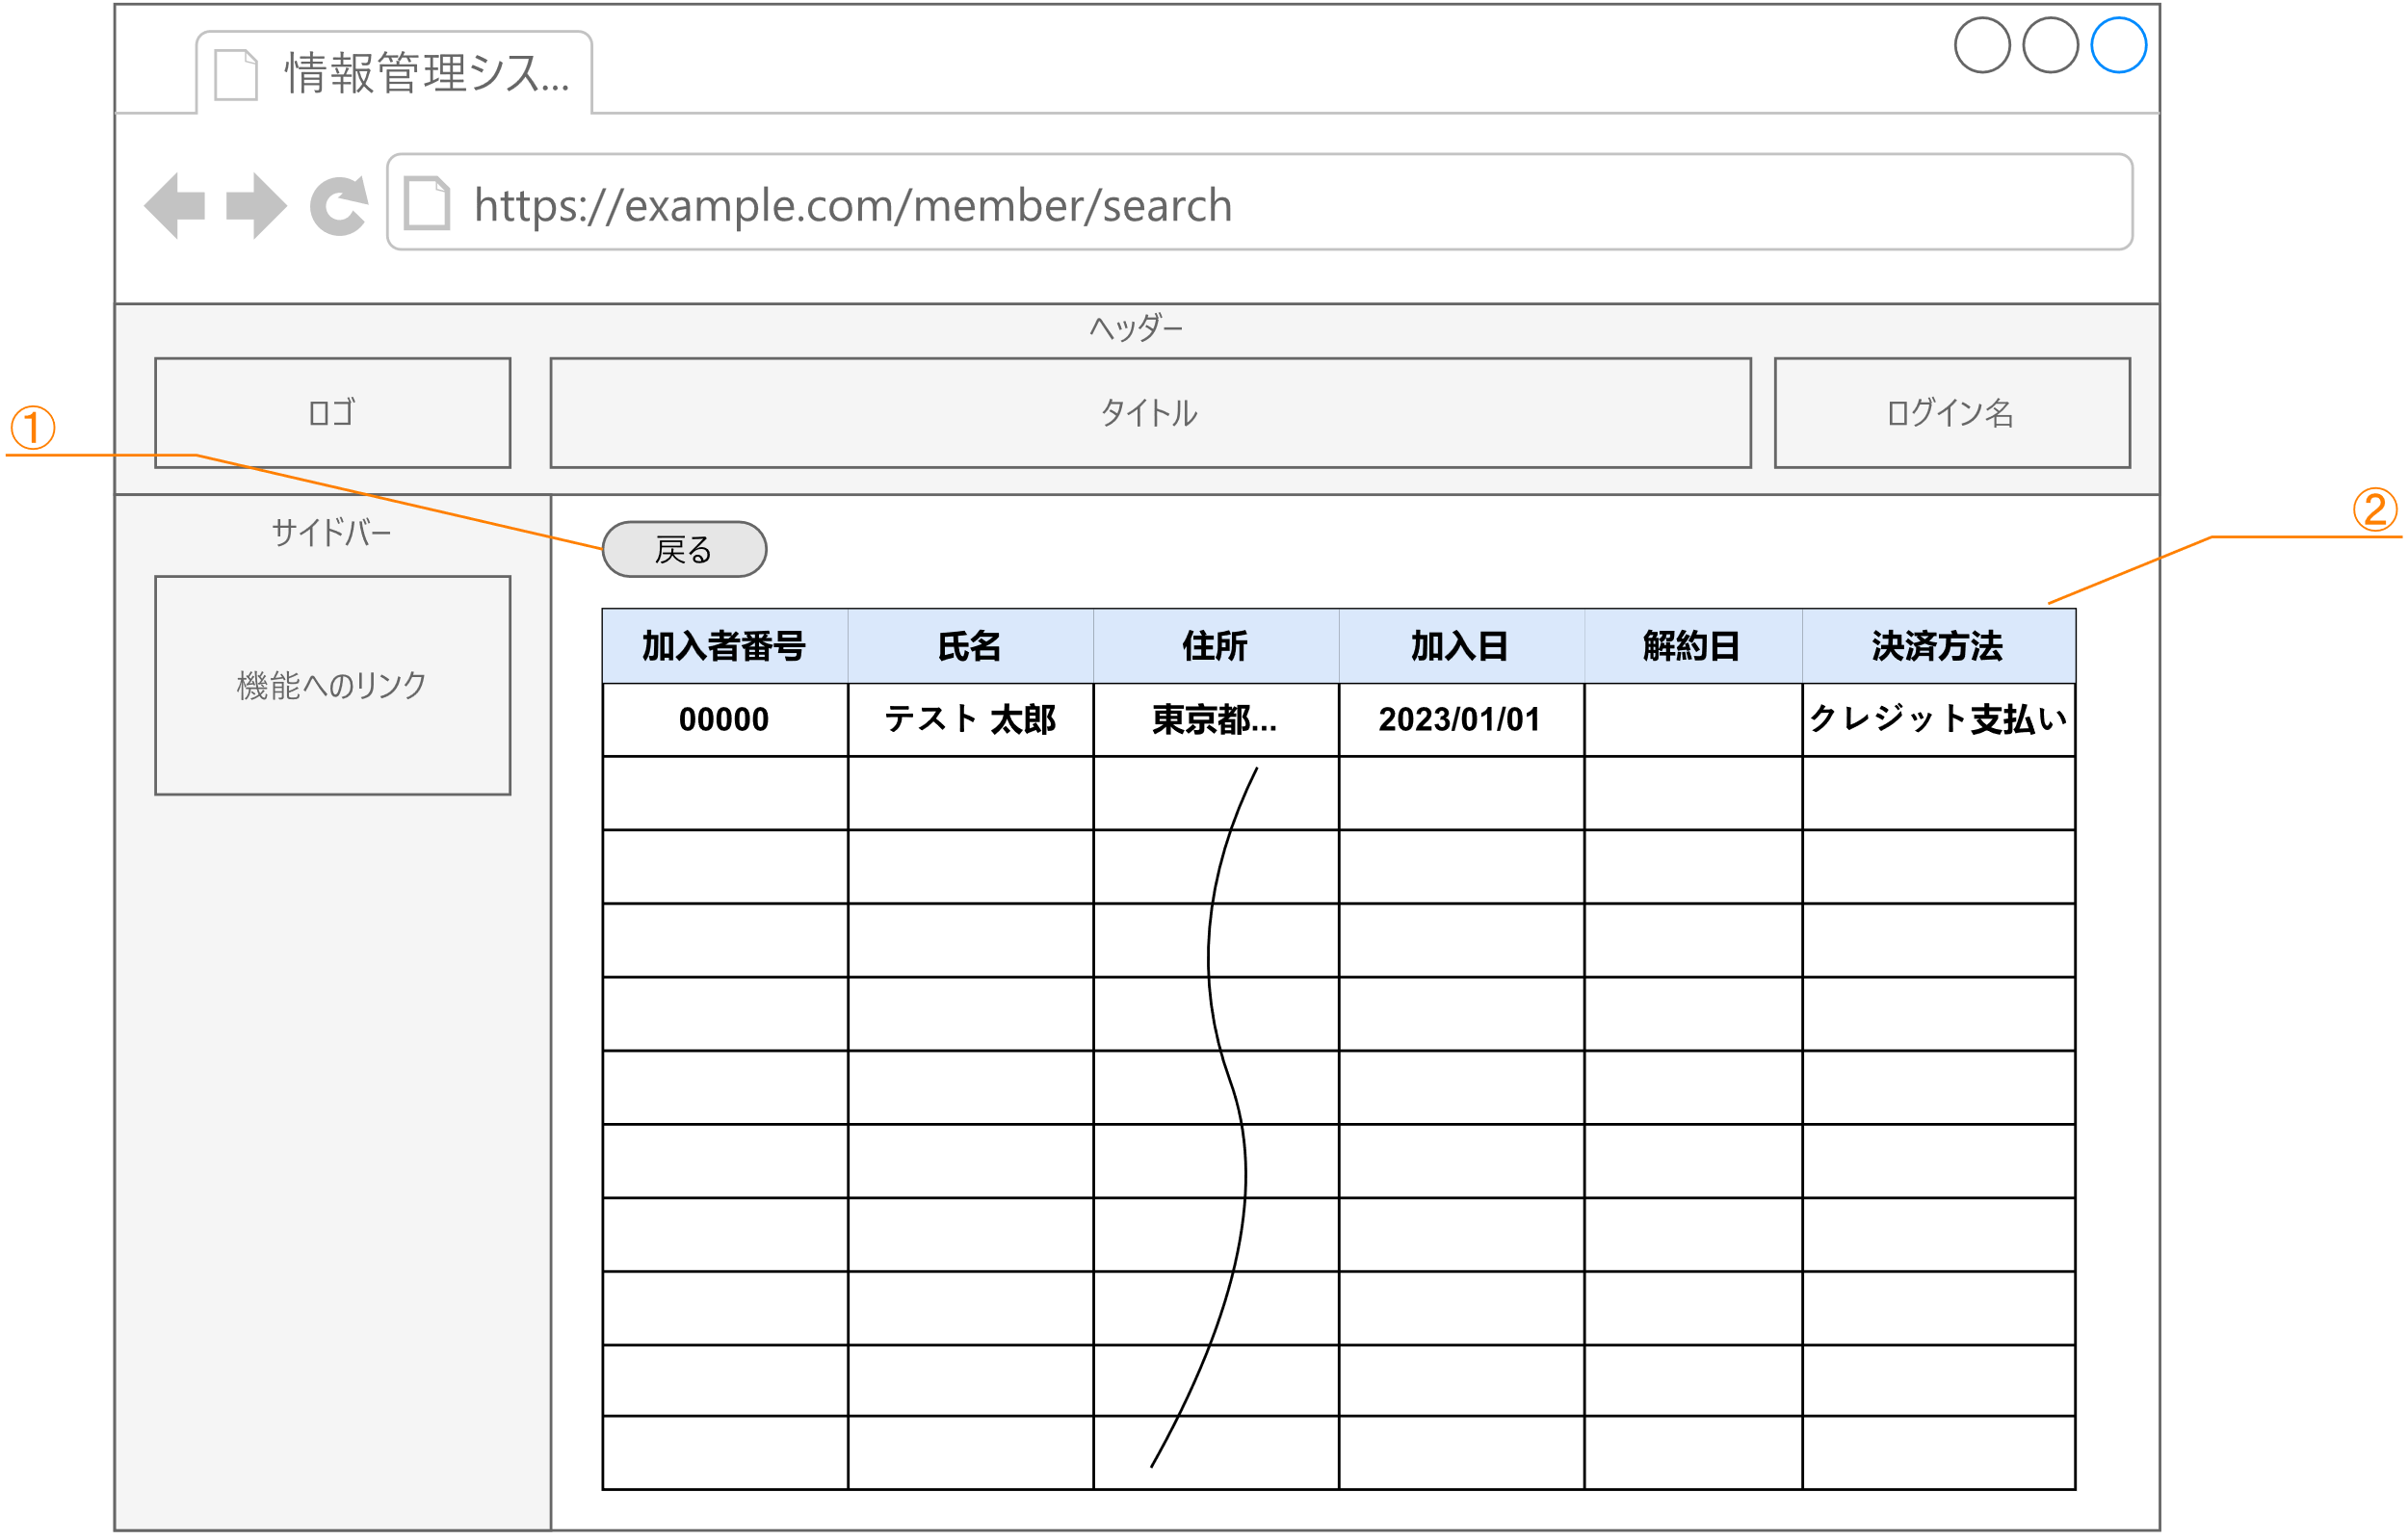 情報管理シス...
https://example.com/member/search
ヘッダー
ロゴ
タイトル
ログイン名
①
②
サイドバー
戻る
機能へのリンク
加入者番号 氏名 住所 加入日 解約日 決済方法
00000 テスト 太郎 東京都... 2023/01/01 クレジット支払い